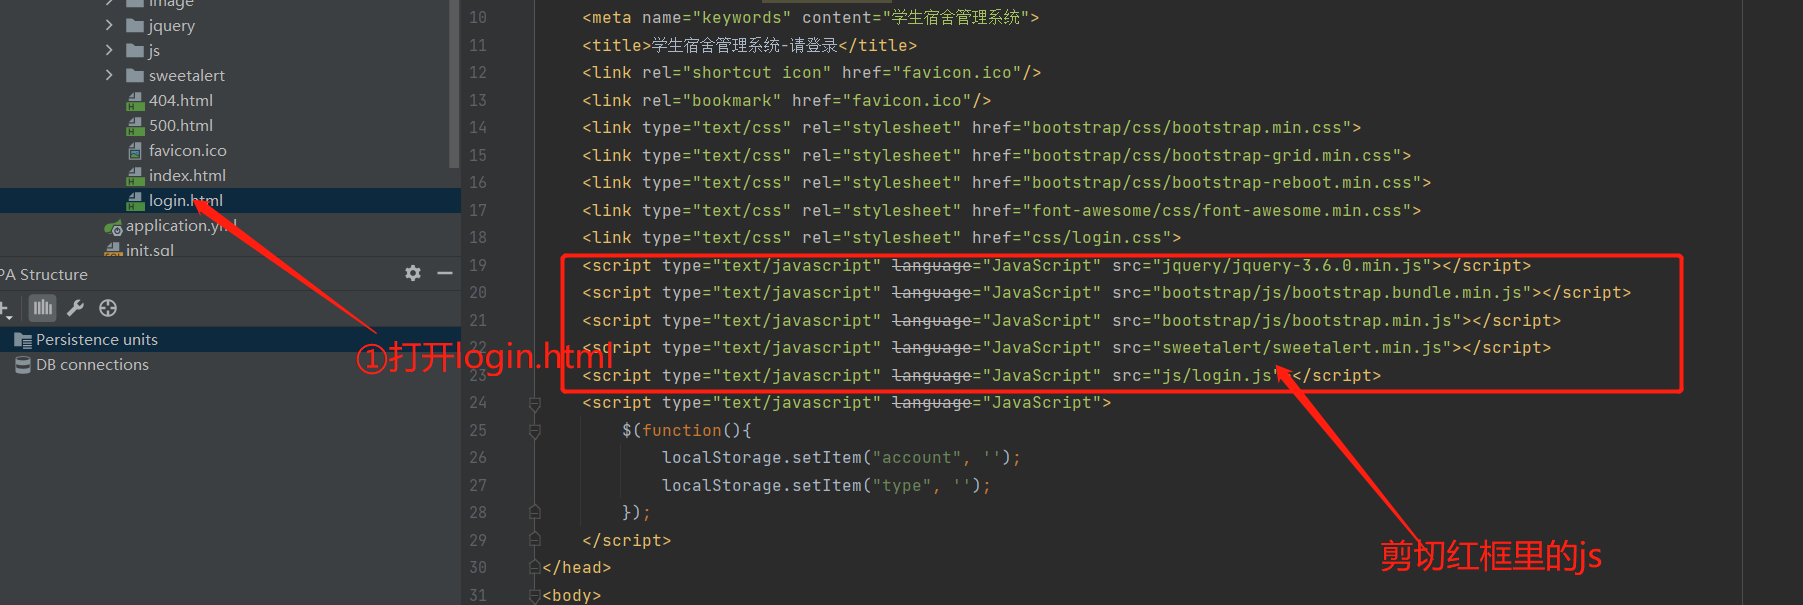 image
jquery
js
sweetalert
404.html
500.html
favicon.ico
index.html
login.html
application.y
init.sql
PA Structure
Persistence units
DB connections
10 <meta name="keywords" content="学生宿舍管理系统">
11 <title>学生宿舍管理系统-请登录</title>
12 <link rel="shortcut icon" href="favicon.ico"/>
13 <link rel="bookmark" href="favicon.ico"/>
14 <link type="text/css" rel="stylesheet" href="bootstrap/css/bootstrap.min.css">
15 <link type="text/css" rel="stylesheet" href="bootstrap/css/bootstrap-grid.min.css">
16 <link type="text/css" rel="stylesheet" href="bootstrap/css/bootstrap-reboot.min.css">
17 <link type="text/css" rel="stylesheet" href="font-awesome/css/font-awesome.min.css">
18 <link type="text/css" rel="stylesheet" href="css/login.css">
19 <script type="text/javascript" language="JavaScript" src="jquery/jquery-3.6.0.min.js"></script>
20 <script type="text/javascript" language="JavaScript" src="bootstrap/js/bootstrap.bundle.min.js"></script>
21 <script type="text/javascript" language="JavaScript" src="bootstrap/js/bootstrap.min.js"></script>
22 <script type="text/javascript" language="JavaScript" src="sweetalert/sweetalert.min.js"></script>
23 <script type="text/javascript" language="JavaScript" src="js/login.js"></script>
24 <script type="text/javascript" language="JavaScript">
25 $(function(){
26 localStorage.setItem("account", '');
27 localStorage.setItem("type", '');
28 });
29 </script>
30 </head>
31 <body>
①打开login.html
剪切红框里的js